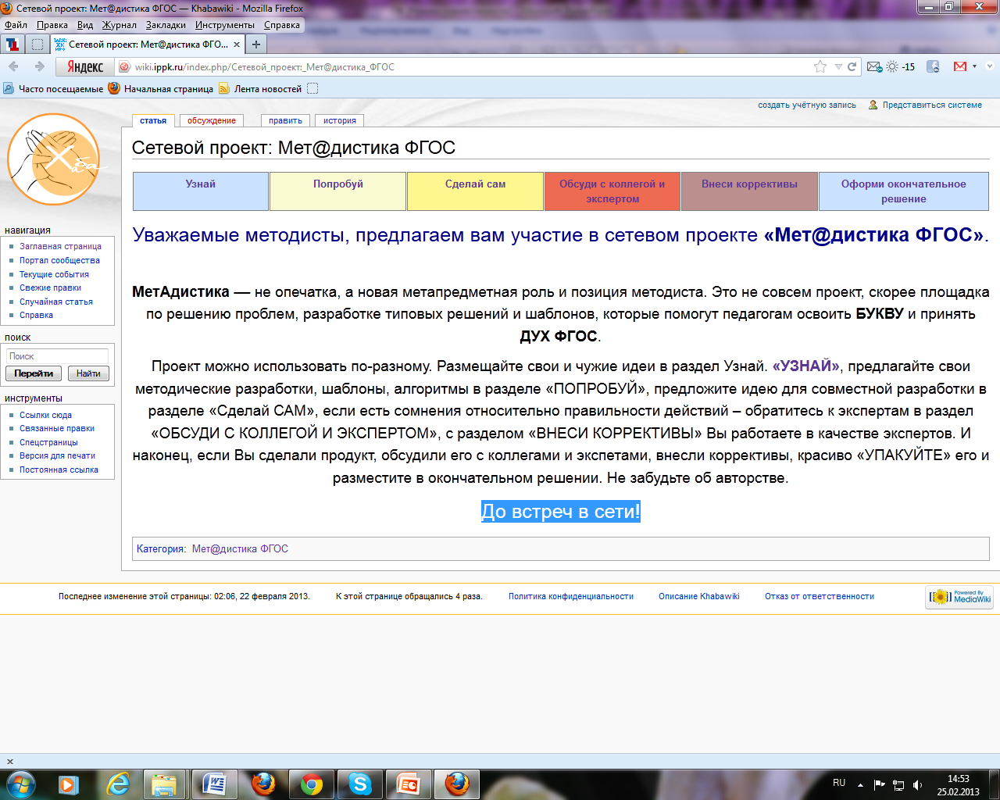 Сетевой проект: Мет@дистика ФГОС — Khabawiki - Mozilla Firefox
Файл Правка Вид Журнал Закладки Инструменты Справка
Сетевой проект: Мет@дистика ФГО...
Яндекс wiki.ippk.ru/index.php/Сетевой_проект:_Мет@дистика_ФГОС -15
Часто посещаемые Начальная страница Лента новостей
создать учётную запись Представиться системе
статья обсуждение править история
Сетевой проект: Мет@дистика ФГОС
Узнай Попробуй Сделай сам Обсуди с коллегой и экспертом Внеси коррективы Оформи окончательное решение
Уважаемые методисты, предлагаем вам участие в сетевом проекте «Мет@дистика ФГОС».
МетАдистика — не опечатка, а новая метапредметная роль и позиция методиста. Это не совсем проект, скорее площадка
по решению проблем, разработке типовых решений и шаблонов, которые помогут педагогам освоить БУКВУ и принять
ДУХ ФГОС.
Проект можно использовать по-разному. Размещайте свои и чужие идеи в раздел Узнай. «УЗНАЙ», предлагайте свои
методические разработки, шаблоны, алгоритмы в разделе «ПОПРОБУЙ», предложите идею для совместной разработки в
разделе «Сделай САМ», если есть сомнения относительно правильности действий – обратитесь к экспертам в раздел
«ОБСУДИ С КОЛЛЕГОЙ И ЭКСПЕРТОМ», с разделом «ВНЕСИ КОРРЕКТИВЫ» Вы работаете в качестве экспертов. И
наконец, если Вы сделали продукт, обсудили его с коллегами и экспетами, внесли коррективы, красиво «УПАКУЙТЕ» его и
разместите в окончательном решении. Не забудьте об авторстве.
До встреч в сети!
Категория: Мет@дистика ФГОС
навигация
Заглавная страница
Портал сообщества
Текущие события
Свежие правки
Случайная статья
Справка
поиск
Поиск
Перейти Найти
инструменты
Ссылки сюда
Связанные правки
Спецстраницы
Версия для печати
Постоянная ссылка
Последнее изменение этой страницы: 02:06, 22 февраля 2013. К этой странице обращались 4 раза. Политика конфиденциальности Описание Khabawiki Отказ от ответственности
Powered By
MediaWiki
RU 14:53
25.02.2013